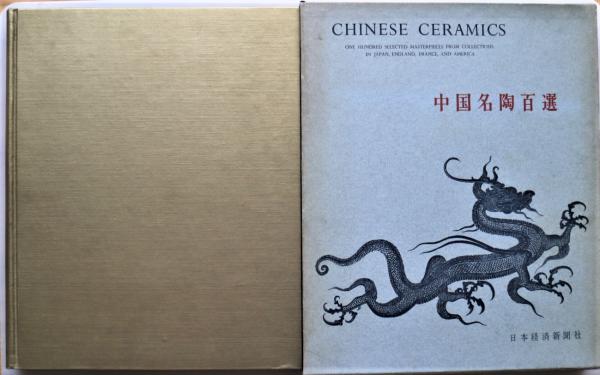 CHINESE CERAMICS
ONE HUNDRED SELECTED MASTERPIECES FROM COLLECTIONS
IN JAPAN, ENGLAND, FRANCE, AND AMERICA
中国名陶百選
日本経済新聞社